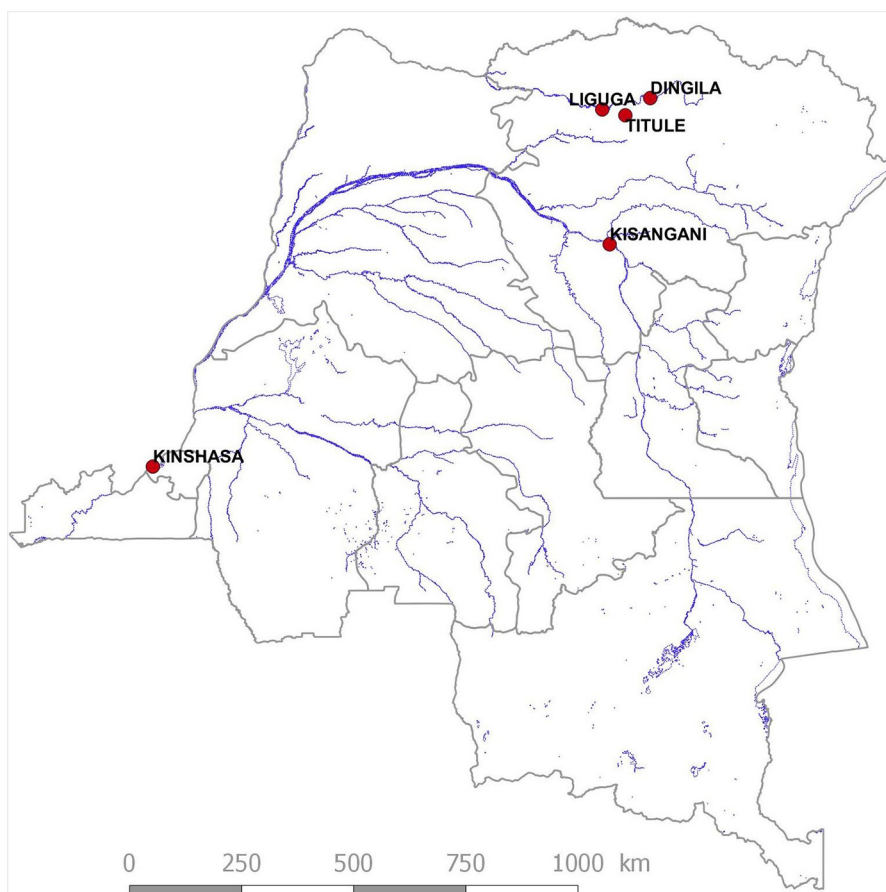 DINGILA
LIGUGA
TITULE
KISANGANI
KINSHASA
0 250 500 750 1000 km